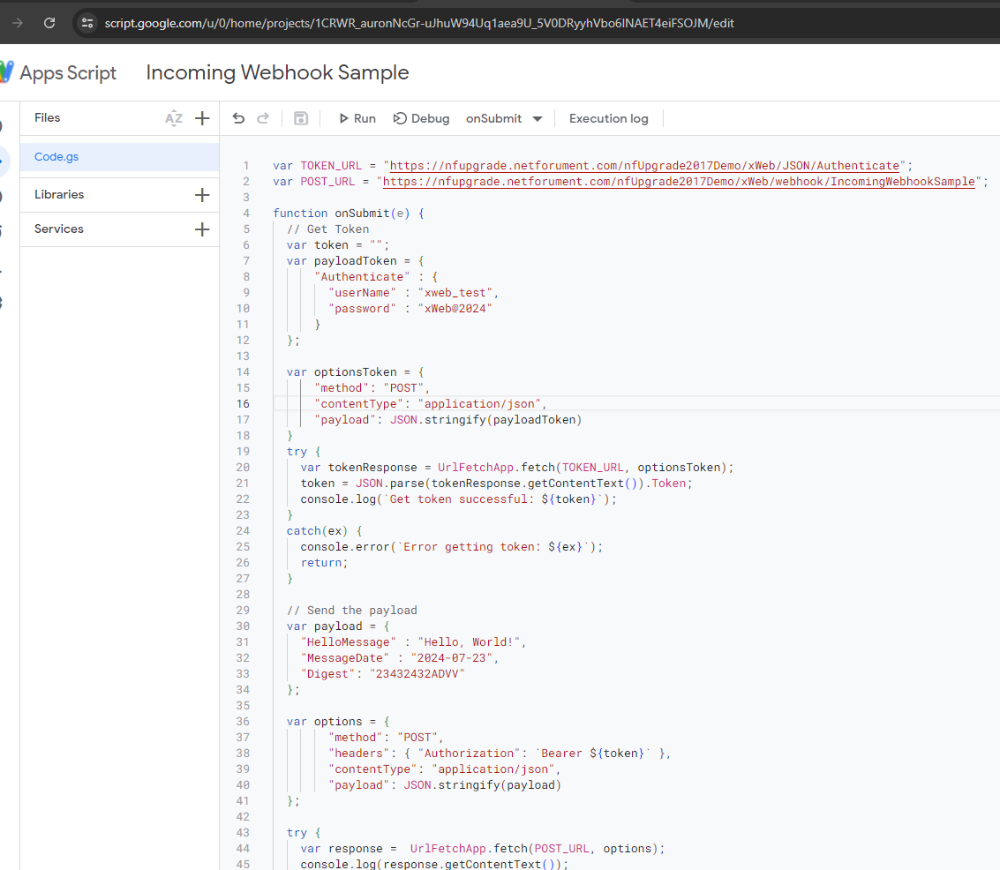 script.google.com/u/0/home/projects/1CRWR_auronNcGr-uJhuW94Uq1aea9U_5V0DRyyhVbo6lNAET4eiFSOJM/edit
Apps Script Incoming Webhook Sample
Files AZ
Run Debug onSubmit Execution log
Code.gs
Libraries
Services
1 var TOKEN_URL = "https://nfupgrade.netforument.com/nfUpgrade2017Demo/xWeb/JSON/Authenticate";
2 var POST_URL = "https://nfupgrade.netforument.com/nfUpgrade2017Demo/xWeb/webhook/IncomingWebhookSample";
3
4 function onSubmit(e) {
5   // Get Token
6   var token = "";
7   var payloadToken = {
8       "Authenticate" : {
9         "userName" : "xweb_test",
10         "password" : "xWeb@2024"
11       }
12   };
13
14   var optionsToken = {
15       "method": "POST",
16       "contentType": "application/json",
17       "payload": JSON.stringify(payloadToken)
18   }
19   try {
20     var tokenResponse = UrlFetchApp.fetch(TOKEN_URL, optionsToken);
21     token = JSON.parse(tokenResponse.getContentText()).Token;
22     console.log(`Get token successful: ${token}`);
23   }
24   catch(ex) {
25     console.error(`Error getting token: ${ex}`);
26     return;
27   }
28
29   // Send the payload
30   var payload = {
31     "HelloMessage" : "Hello, World!",
32     "MessageDate" : "2024-07-23",
33     "Digest": "23432432ADVV"
34   };
35
36   var options = {
37         "method": "POST",
38         "headers": { "Authorization": `Bearer ${token}` },
39         "contentType": "application/json",
40         "payload": JSON.stringify(payload)
41   };
42
43   try {
44     var response =  UrlFetchApp.fetch(POST_URL, options);
45     console.log(response.getContentText());